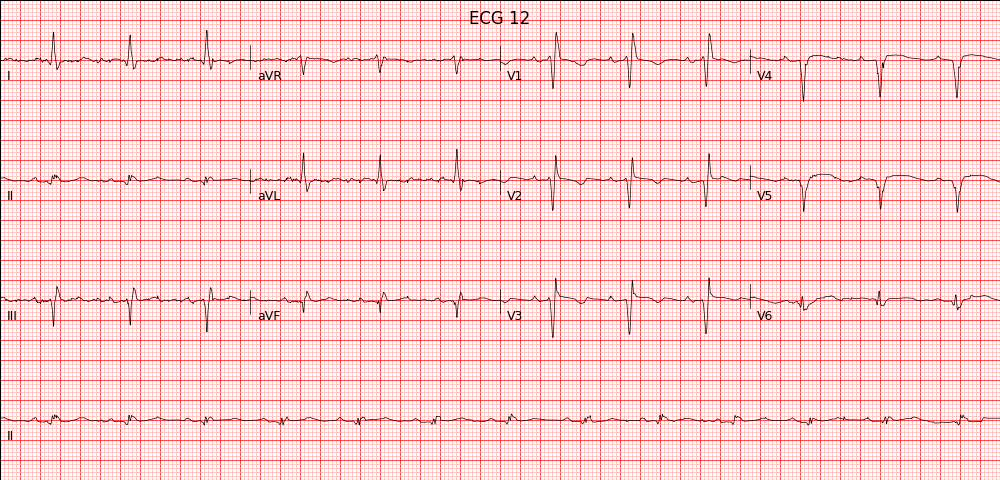 ECG 12
I aVR V1 V4
II aVL V2 V5
III aVF V3 V6
II